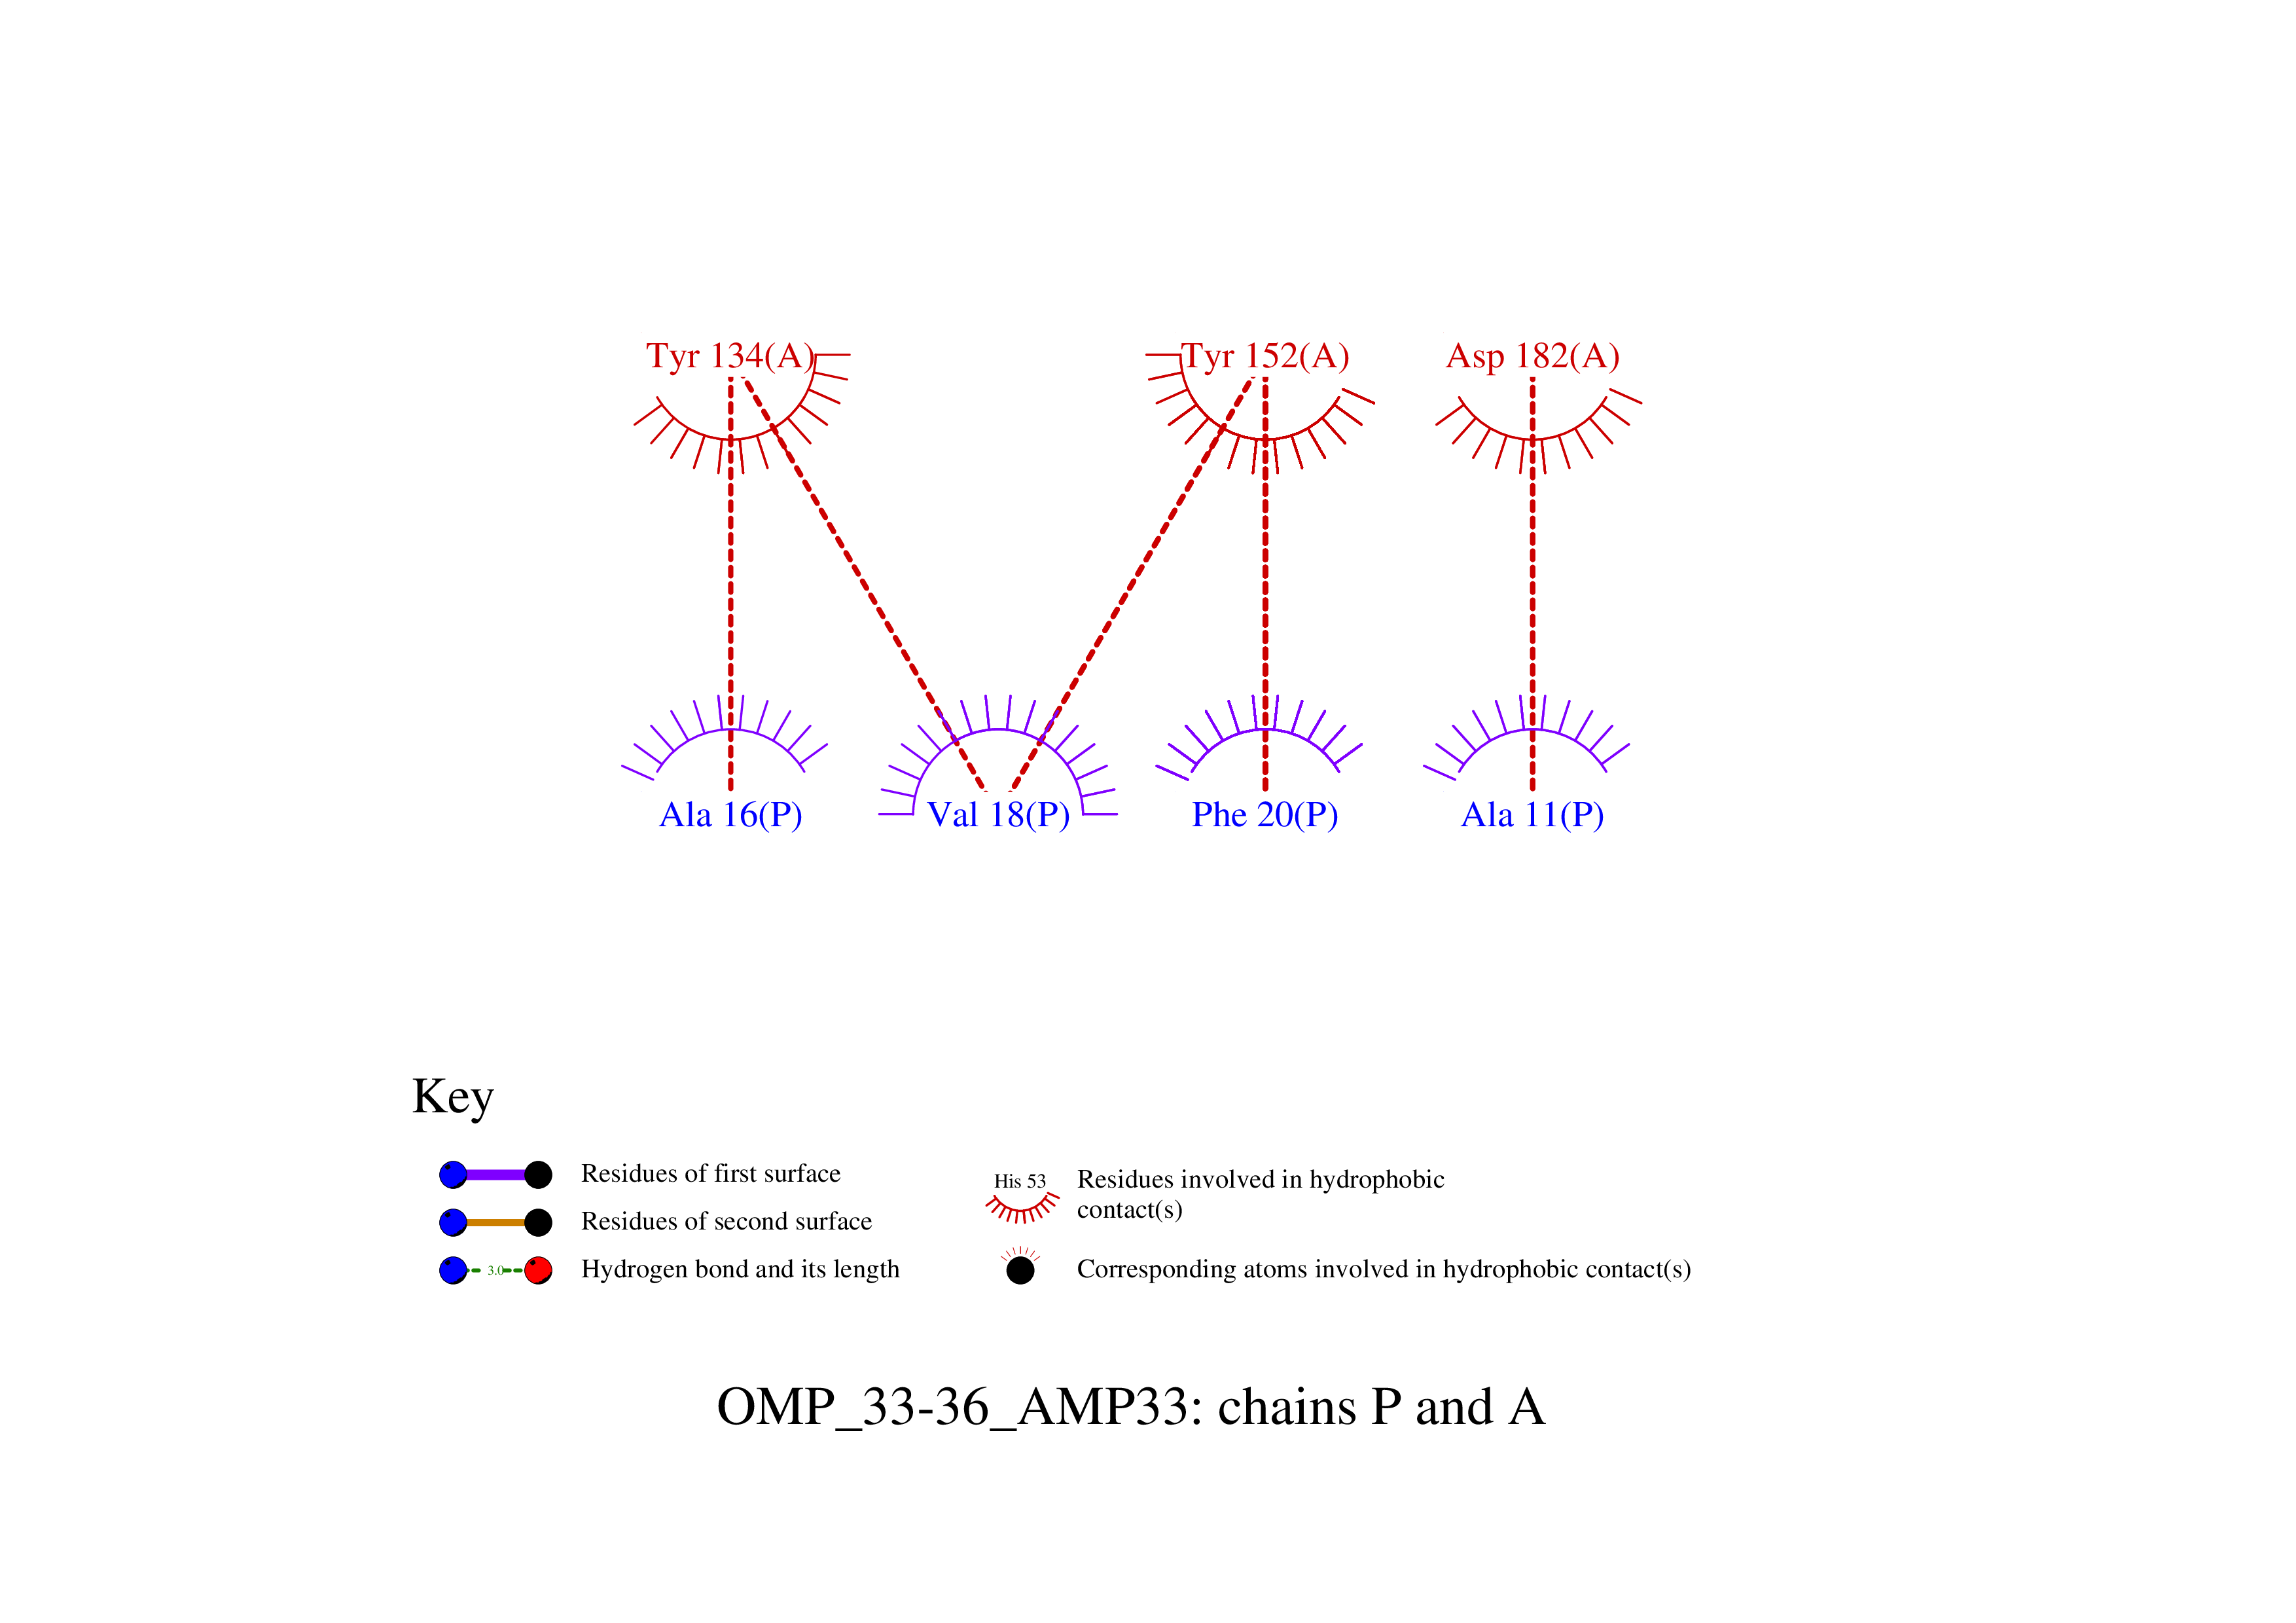 Tyr 134(A) Tyr 152(A) Asp 182(A)
Ala 16(P) Val 18(P) Phe 20(P) Ala 11(P)
Key
Residues of first surface
Residues of second surface
3.0 Hydrogen bond and its length
His 53 Residues involved in hydrophobic
contact(s)
Corresponding atoms involved in hydrophobic contact(s)
OMP_33-36_AMP33: chains P and A